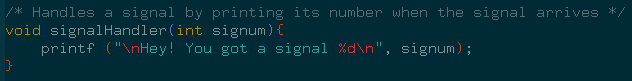 /* Handles a signal by printing its number when the signal arrives */
void signalHandler(int signum){
    printf ("\nHey! You got a signal %d\n", signum);
}